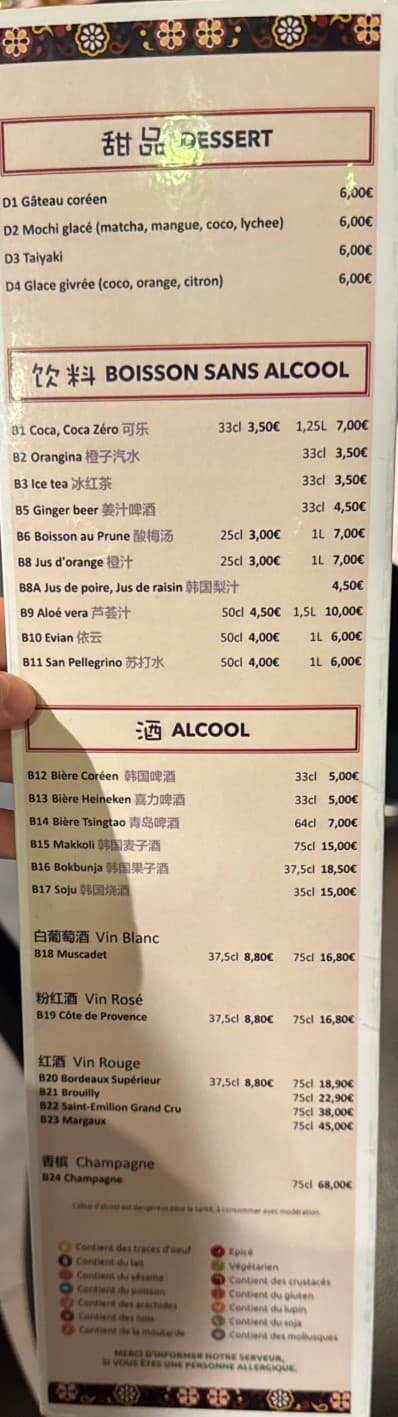 甜品 DESSERT
D1 Gâteau coréen 6,00€
D2 Mochi glacé (matcha, mangue, coco, lychee) 6,00€
D3 Taiyaki 6,00€
D4 Glace givrée (coco, orange, citron) 6,00€
饮料 BOISSON SANS ALCOOL
B1 Coca, Coca Zéro 可乐 33cl 3,50€ 1,25L 7,00€
B2 Orangina 橙子汽水 33cl 3,50€
B3 Ice tea 冰红茶 33cl 3,50€
B5 Ginger beer 姜汁啤酒 33cl 4,50€
B6 Boisson au Prune 酸梅汤 25cl 3,00€ 1L 7,00€
B8 Jus d'orange 橙汁 25cl 3,00€ 1L 7,00€
B8A Jus de poire, Jus de raisin 韩国梨汁 4,50€
B9 Aloé vera 芦荟汁 50cl 4,50€ 1,5L 10,00€
B10 Evian 依云 50cl 4,00€ 1L 6,00€
B11 San Pellegrino 苏打水 50cl 4,00€ 1L 6,00€
酒 ALCOOL
B12 Bière Coréen 韩国啤酒 33cl 5,00€
B13 Bière Heineken 喜力啤酒 33cl 5,00€
B14 Bière Tsingtao 青岛啤酒 64cl 7,00€
B15 Makkoli 韩国麦子酒 75cl 15,00€
B16 Bokbunja 韩国果子酒 37,5cl 18,50€
B17 Soju 韩国烧酒 35cl 15,00€
白葡萄酒 Vin Blanc
B18 Muscadet 37,5cl 8,80€ 75cl 16,80€
粉红酒 Vin Rosé
B19 Côte de Provence 37,5cl 8,80€ 75cl 16,80€
红酒 Vin Rouge
B20 Bordeaux Supérieur 37,5cl 8,80€ 75cl 18,90€
B21 Brouilly 75cl 22,90€
B22 Saint-Emilion Grand Cru 75cl 38,00€
B23 Margaux 75cl 45,00€
香槟 Champagne
B24 Champagne 75cl 68,00€
L'abus d'alcool est dangereux pour la santé, à consommer avec modération.
Contient des traces d'oeuf
Contient du lait
Contient du sésame
Contient du poisson
Contient des arachides
Contient des noix
Contient de la moutarde
Epicé
Végétarien
Contient des crustacés
Contient du gluten
Contient du lupin
Contient du soja
Contient des mollusques
MERCI D'INFORMER NOTRE SERVEUR,
SI VOUS ÊTES UNE PERSONNE ALLERGIQUE.